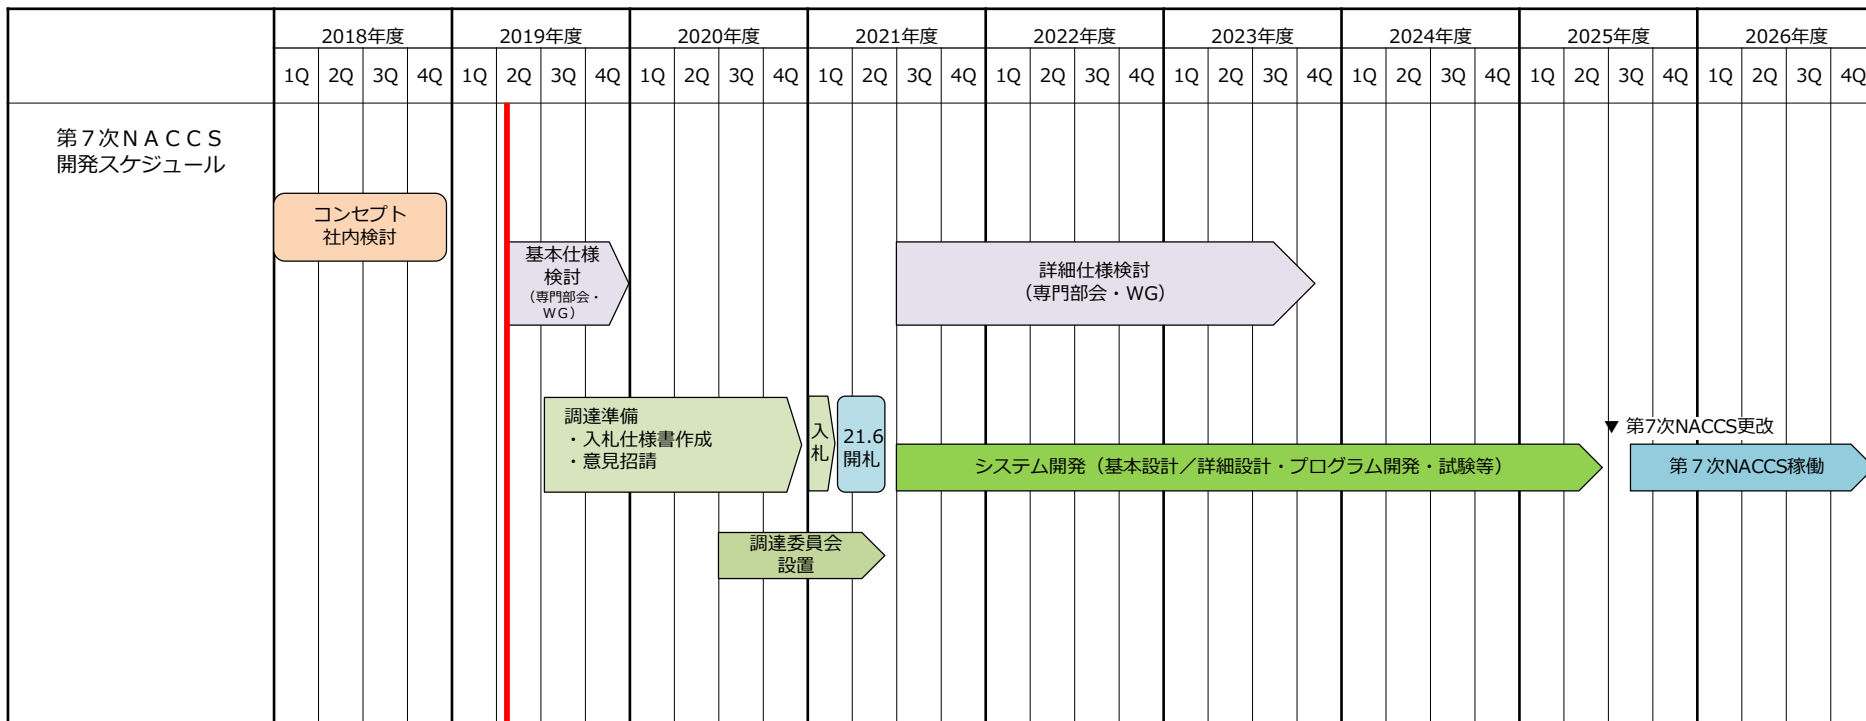 2018年度 2019年度 2020年度 2021年度 2022年度 2023年度 2024年度 2025年度 2026年度
1Q 2Q 3Q 4Q 1Q 2Q 3Q 4Q 1Q 2Q 3Q 4Q 1Q 2Q 3Q 4Q 1Q 2Q 3Q 4Q 1Q 2Q 3Q 4Q 1Q 2Q 3Q 4Q 1Q 2Q 3Q 4Q 1Q 2Q 3Q 4Q
第７次ＮＡＣＣＳ
開発スケジュール
コンセプト
社内検討
基本仕様
検討
（専門部会・
ＷＧ）
詳細仕様検討
（専門部会・WG）
調達準備
・入札仕様書作成
・意見招請
入
札
21.6
開札
▼ 第7次NACCS更改
システム開発（基本設計／詳細設計・プログラム開発・試験等）
第７次NACCS稼働
調達委員会
設置